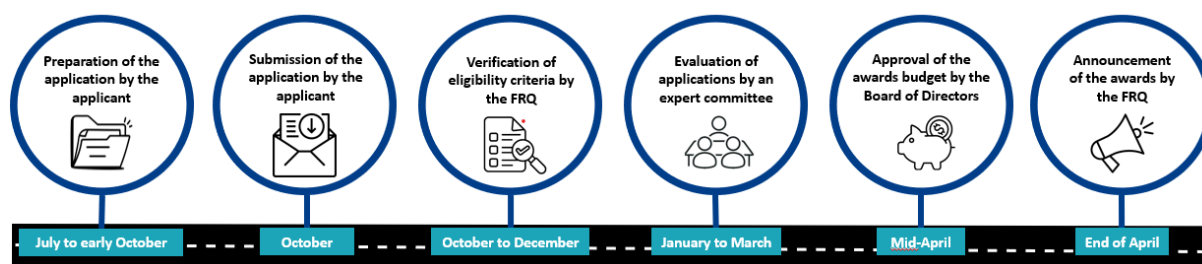 Preparation of the
application by the
applicant
Submission of the
application by the
applicant
Verification of
eligibility criteria by
the FRQ
Evaluation of
applications by an
expert committee
Approval of the
awards budget by the
Board of Directors
Announcement
of the awards by
the FRQ
July to early October
October
October to December
January to March
Mid-April
End of April